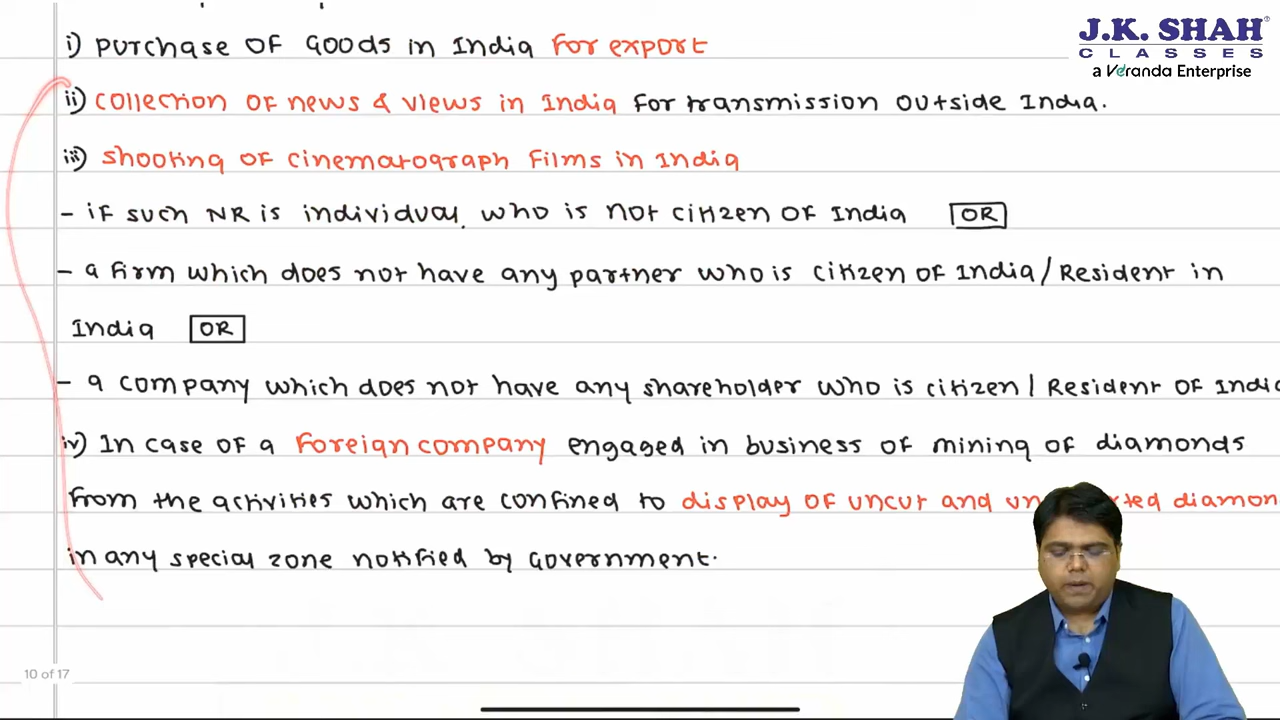 J.K. SHAH®
CLASSES
a Veranda Enterprise
i) Purchase of Goods in India for export
ii) collection of news & views in India for transmission outside India.
iii) shooting of cinematograph films in India
- if such NR is individual who is not citizen of India OR
- a firm which does not have any partner who is citizen of India/Resident in
India OR
- a company which does not have any shareholder who is citizen/Resident of
iv) In case of a foreign company engaged in business of mining of diamonds
from the activities which are confined to display of uncut and
in any special zone notified by Government.
10 of 17